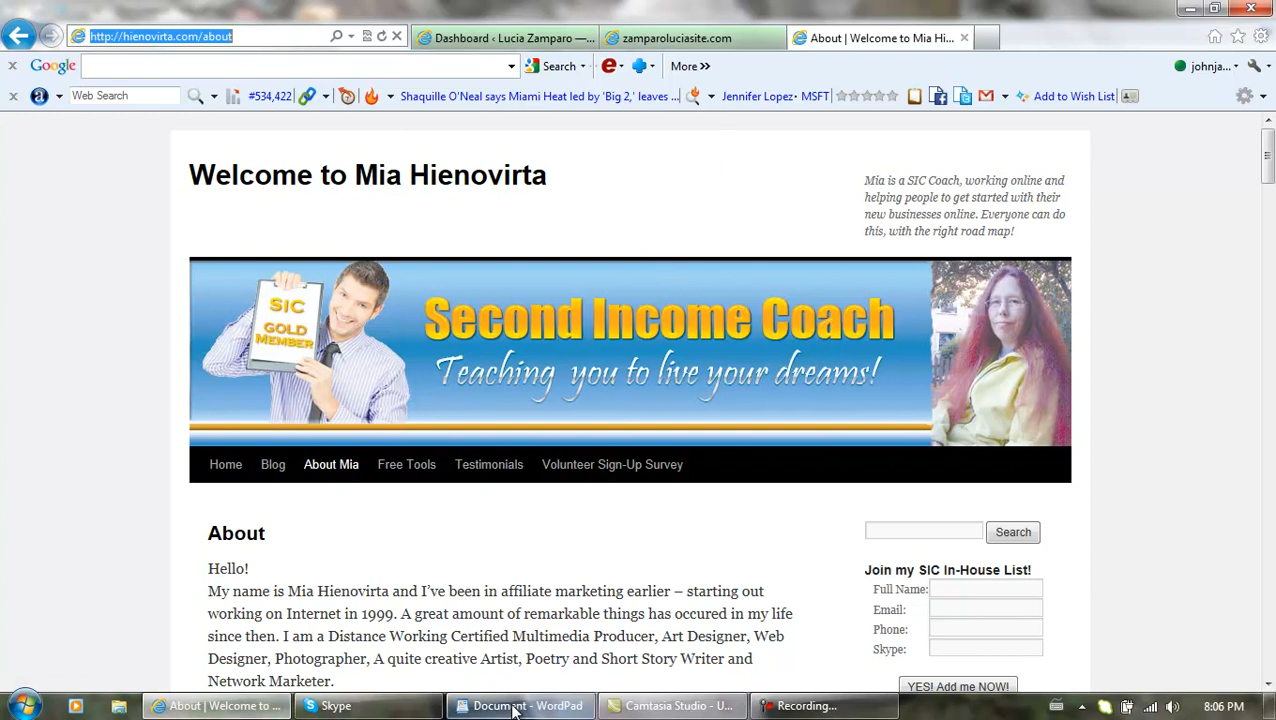 http://hienovirta.com/about
Dashboard ‹ Lucia Zamparo —...
zamparoluciasite.com
About | Welcome to Mia Hi...
Google
Search
More »
johnja...
Web Search
#534,422
Shaquille O'Neal says Miami Heat led by 'Big 2,' leaves ...
Jennifer Lopez • MSFT
Add to Wish List
Welcome to Mia Hienovirta
Mia is a SIC Coach, working online and
helping people to get started with their
new businesses online. Everyone can do
this, with the right road map!
SIC
GOLD
MEMBER
Second Income Coach
Teaching you to live your dreams!
Home Blog About Mia Free Tools Testimonials Volunteer Sign-Up Survey
About
Hello!
My name is Mia Hienovirta and I've been in affiliate marketing earlier – starting out
working on Internet in 1999. A great amount of remarkable things has occured in my life
since then. I am a Distance Working Certified Multimedia Producer, Art Designer, Web
Designer, Photographer, A quite creative Artist, Poetry and Short Story Writer and
Network Marketer.
Search
Join my SIC In-House List!
Full Name:
Email:
Phone:
Skype:
YES! Add me NOW!
About | Welcome to ...
Skype
Document - WordPad
Camtasia Studio - U...
Recording...
8:06 PM